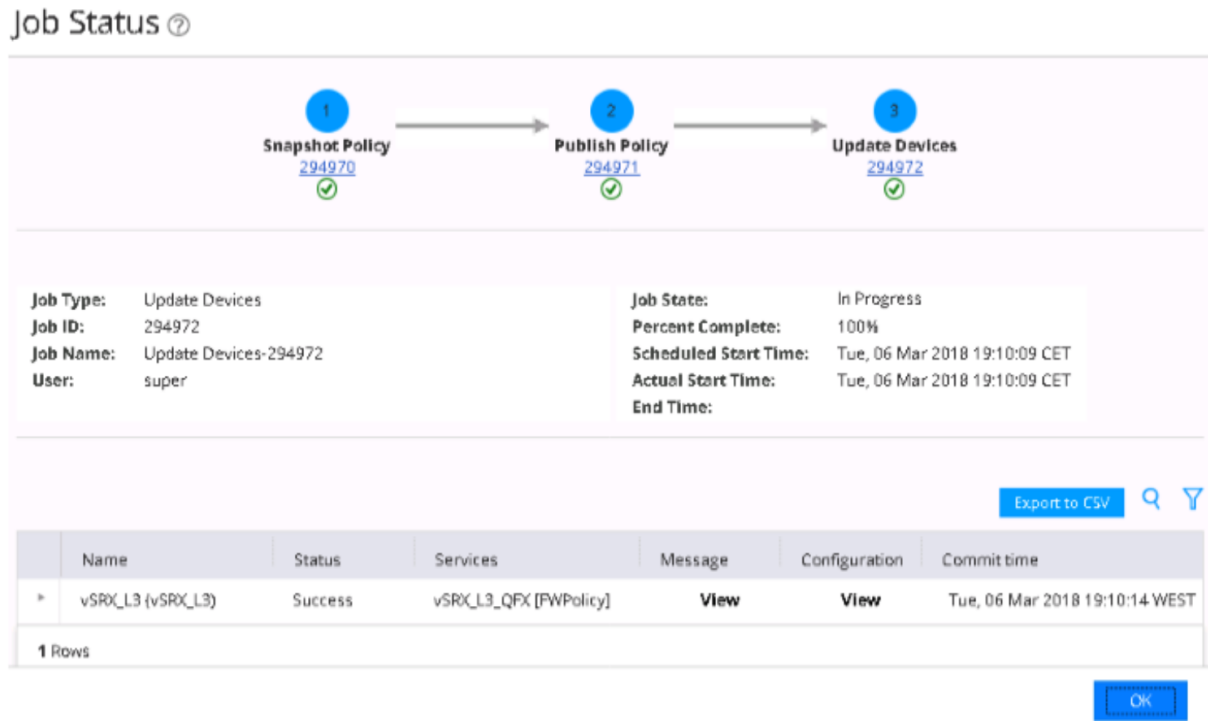 Job Status ?
1 2 3
Snapshot Policy Publish Policy Update Devices
294970 294971 294972
Job Type: Update Devices Job State: In Progress
Job ID: 294972 Percent Complete: 100%
Job Name: Update Devices-294972 Scheduled Start Time: Tue, 06 Mar 2018 19:10:09 CET
User: super Actual Start Time: Tue, 06 Mar 2018 19:10:09 CET
End Time:
Export to CSV
Name Status Services Message Configuration Commit time
vSRX_L3 (vSRX_L3) Success vSRX_L3_QFX [FWPolicy] View View Tue, 06 Mar 2018 19:10:14 WEST
1 Rows
OK